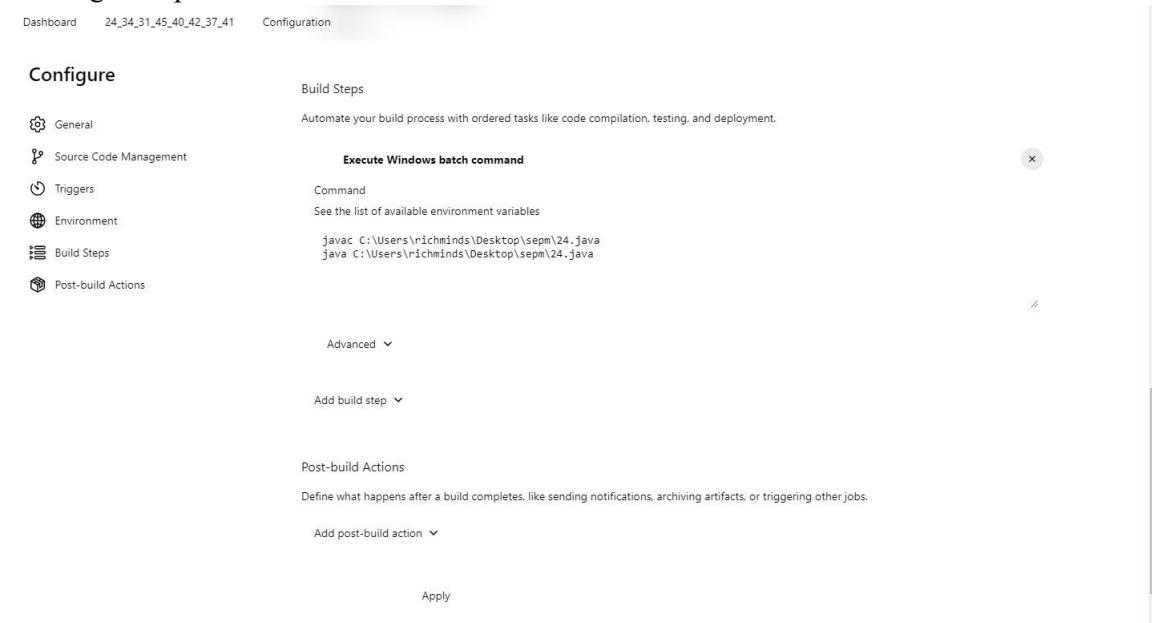 Dashboard 24_34_31_45_40_42_37_41 Configuration
Configure
General
Source Code Management
Triggers
Environment
Build Steps
Post-build Actions
Build Steps
Automate your build process with ordered tasks like code compilation, testing, and deployment.
Execute Windows batch command
Command
See the list of available environment variables
javac C:\Users\richminds\Desktop\sepm\24.java
java C:\Users\richminds\Desktop\sepm\24.java
Advanced
Add build step
Post-build Actions
Define what happens after a build completes, like sending notifications, archiving artifacts, or triggering other jobs.
Add post-build action
Apply